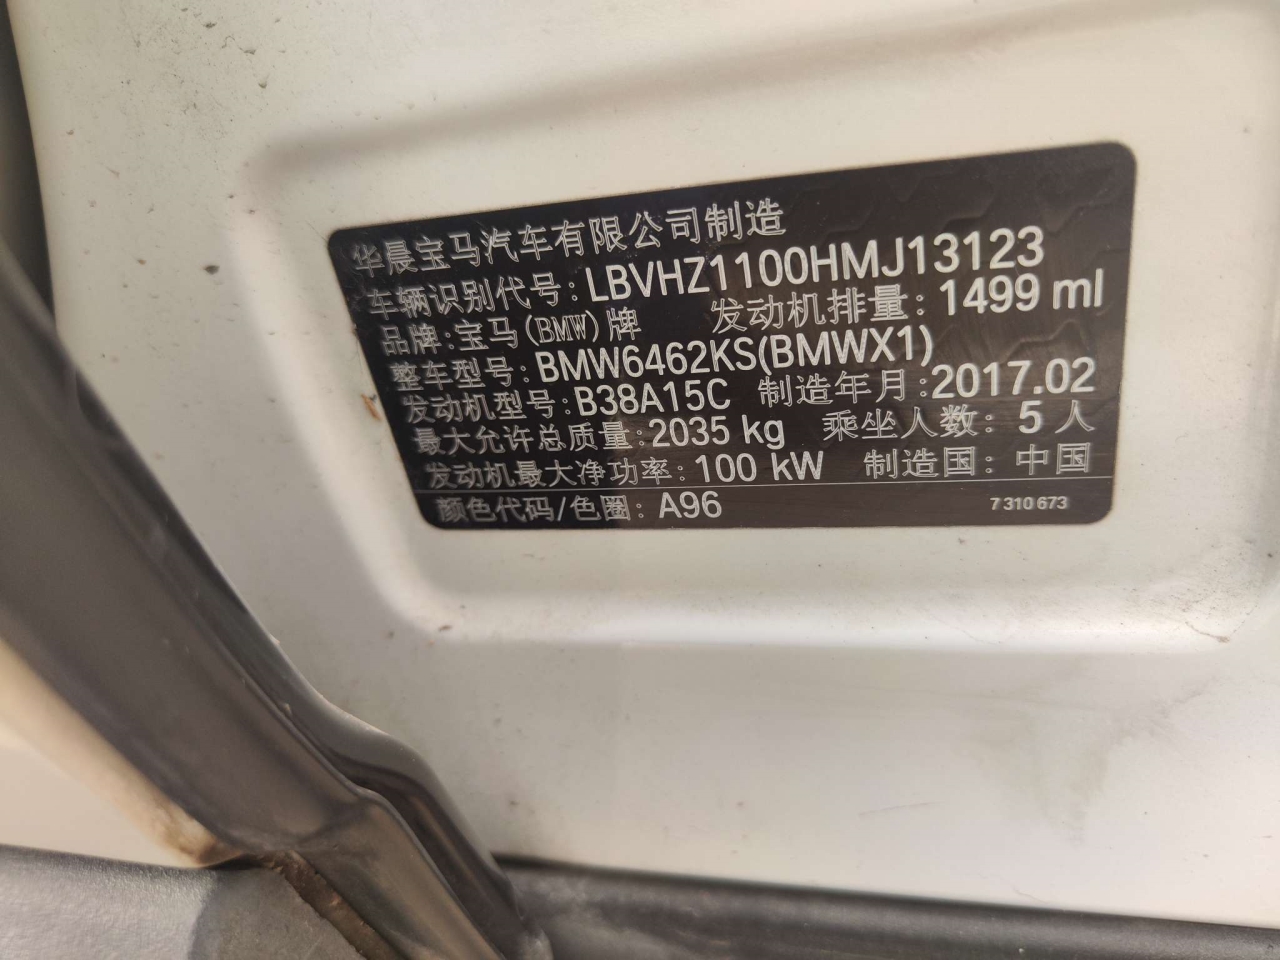 华晨宝马汽车有限公司制造
车辆识别代号: LBVHZ1100HMJ13123
品牌:宝马(BMW)牌 发动机排量: 1499 ml
整车型号: BMW6462KS(BMWX1)
发动机型号: B38A15C 制造年月:2017.02
最大允许总质量:2035 kg 乘坐人数: 5 人
发动机最大净功率: 100 kW 制造国: 中国
颜色代码/色圈: A96 7 310 673